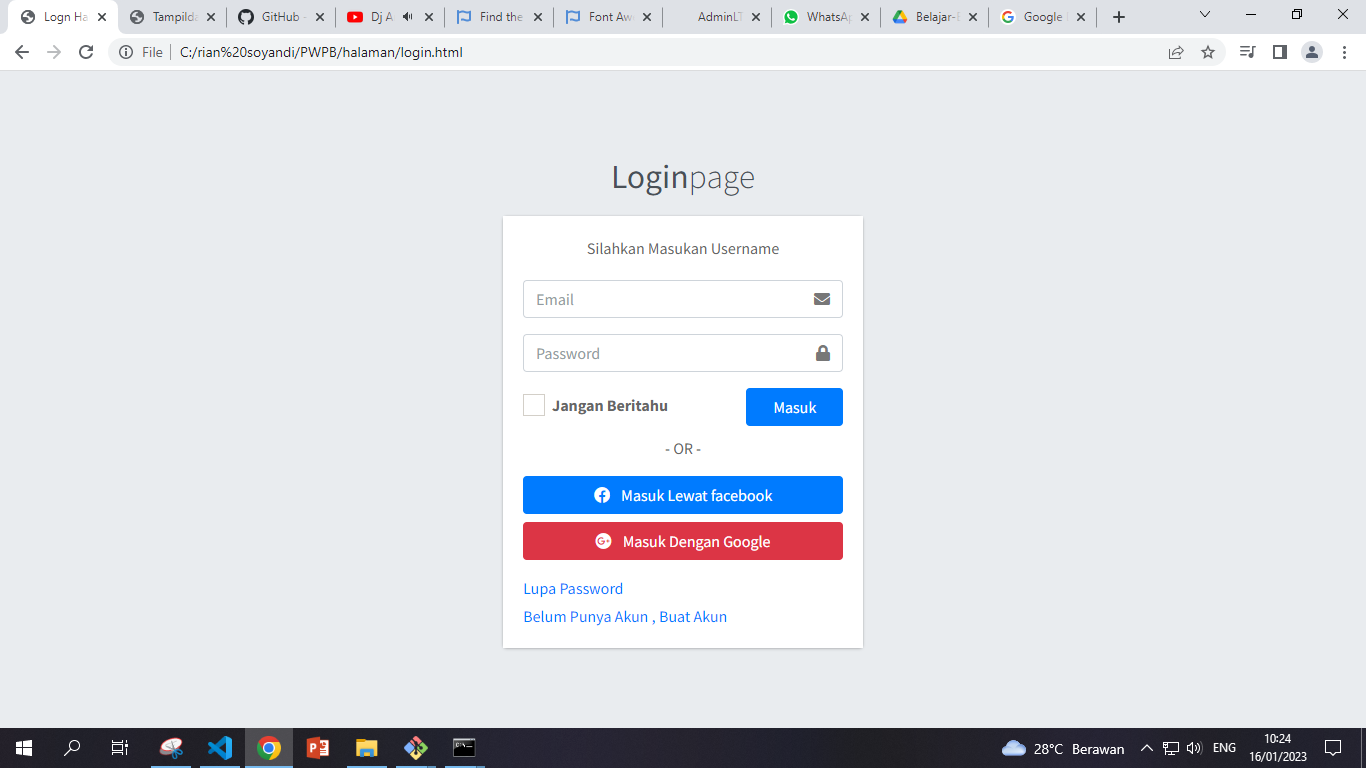 Logn Ha
Tampilda
GitHub -
Dj A
Find the
Font Aw
AdminLT
WhatsAp
Belajar-
Google
File
C:/rian%20soyandi/PWPB/halaman/login.html
Loginpage
Silahkan Masukan Username
Email
Password
Jangan Beritahu
Masuk
- OR -
Masuk Lewat facebook
Masuk Dengan Google
Lupa Password
Belum Punya Akun , Buat Akun
28°C Berawan
ENG
10:24
16/01/2023